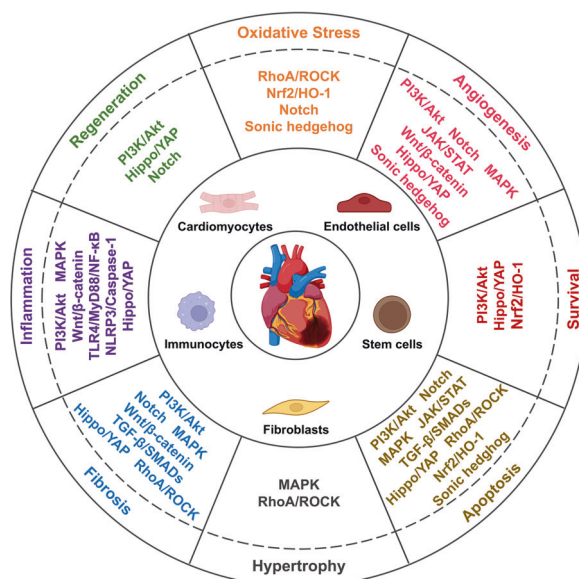 Oxidative Stress
RhoA/ROCK
Nrf2/HO-1
Notch
Sonic hedgehog
Angiogenesis
PI3K/Akt Notch MAPK
JAK/STAT
Wnt/β-catenin
Hippo/YAP
Sonic hedgehog
Survival
PI3K/Akt
Hippo/YAP
Nrf2/HO-1
Apoptosis
PI3K/Akt Notch
MAPK JAK/STAT
TGF-β/SMADs
Hippo/YAP RhoA/ROCK
Nrf2/HO-1
Sonic hedgehog
Hypertrophy
MAPK
RhoA/ROCK
Fibrosis
PI3K/Akt
Notch MAPK
Wnt/β-catenin
TGF-β/SMADs
Hippo/YAP RhoA/ROCK
Inflammation
PI3K/Akt MAPK
Wnt/β-catenin
TLR4/MyD88/NF-κB
NLRP3/Caspase-1
Hippo/YAP
Regeneration
PI3K/Akt
Hippo/YAP
Notch
Cardiomyocytes
Endothelial cells
Immunocytes
Stem cells
Fibroblasts